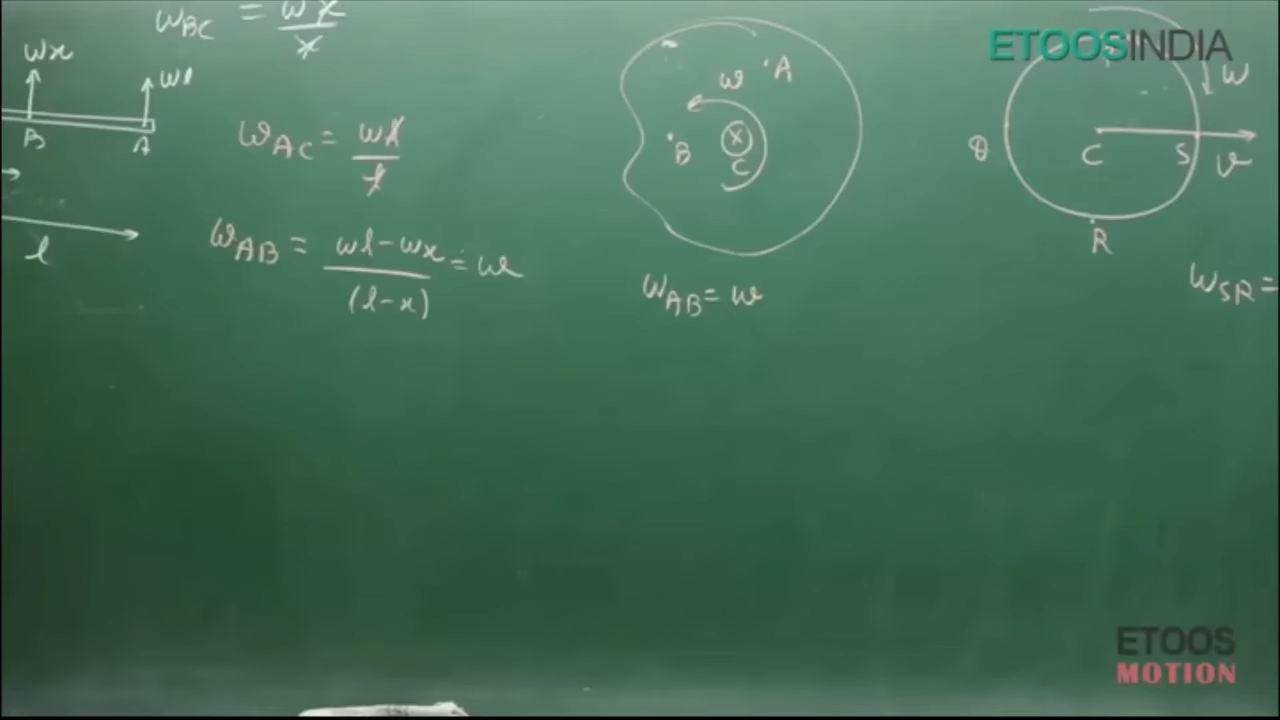 ω_BC = ωx/x
ωx
ωl
B
A
l
ω_AC = ωl/l
ω_AB = ωl-ωx/(l-x) = ω
ω
A
B
C
ω_AB = ω
ETOOSINDIA
ω
Q
C
S
v
R
ω_SR =
ETOOS
MOTION